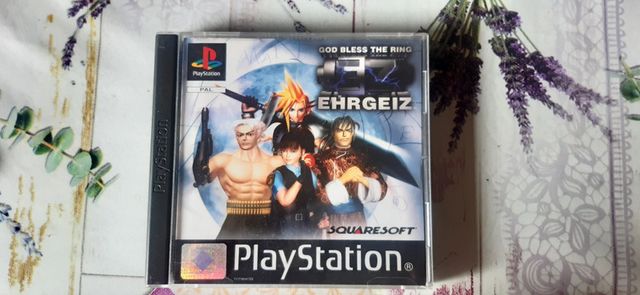 PlayStation
PlayStation
PAL
GOD BLESS THE RING
EHRGEIZ
SQUARESOFT
PlayStation®